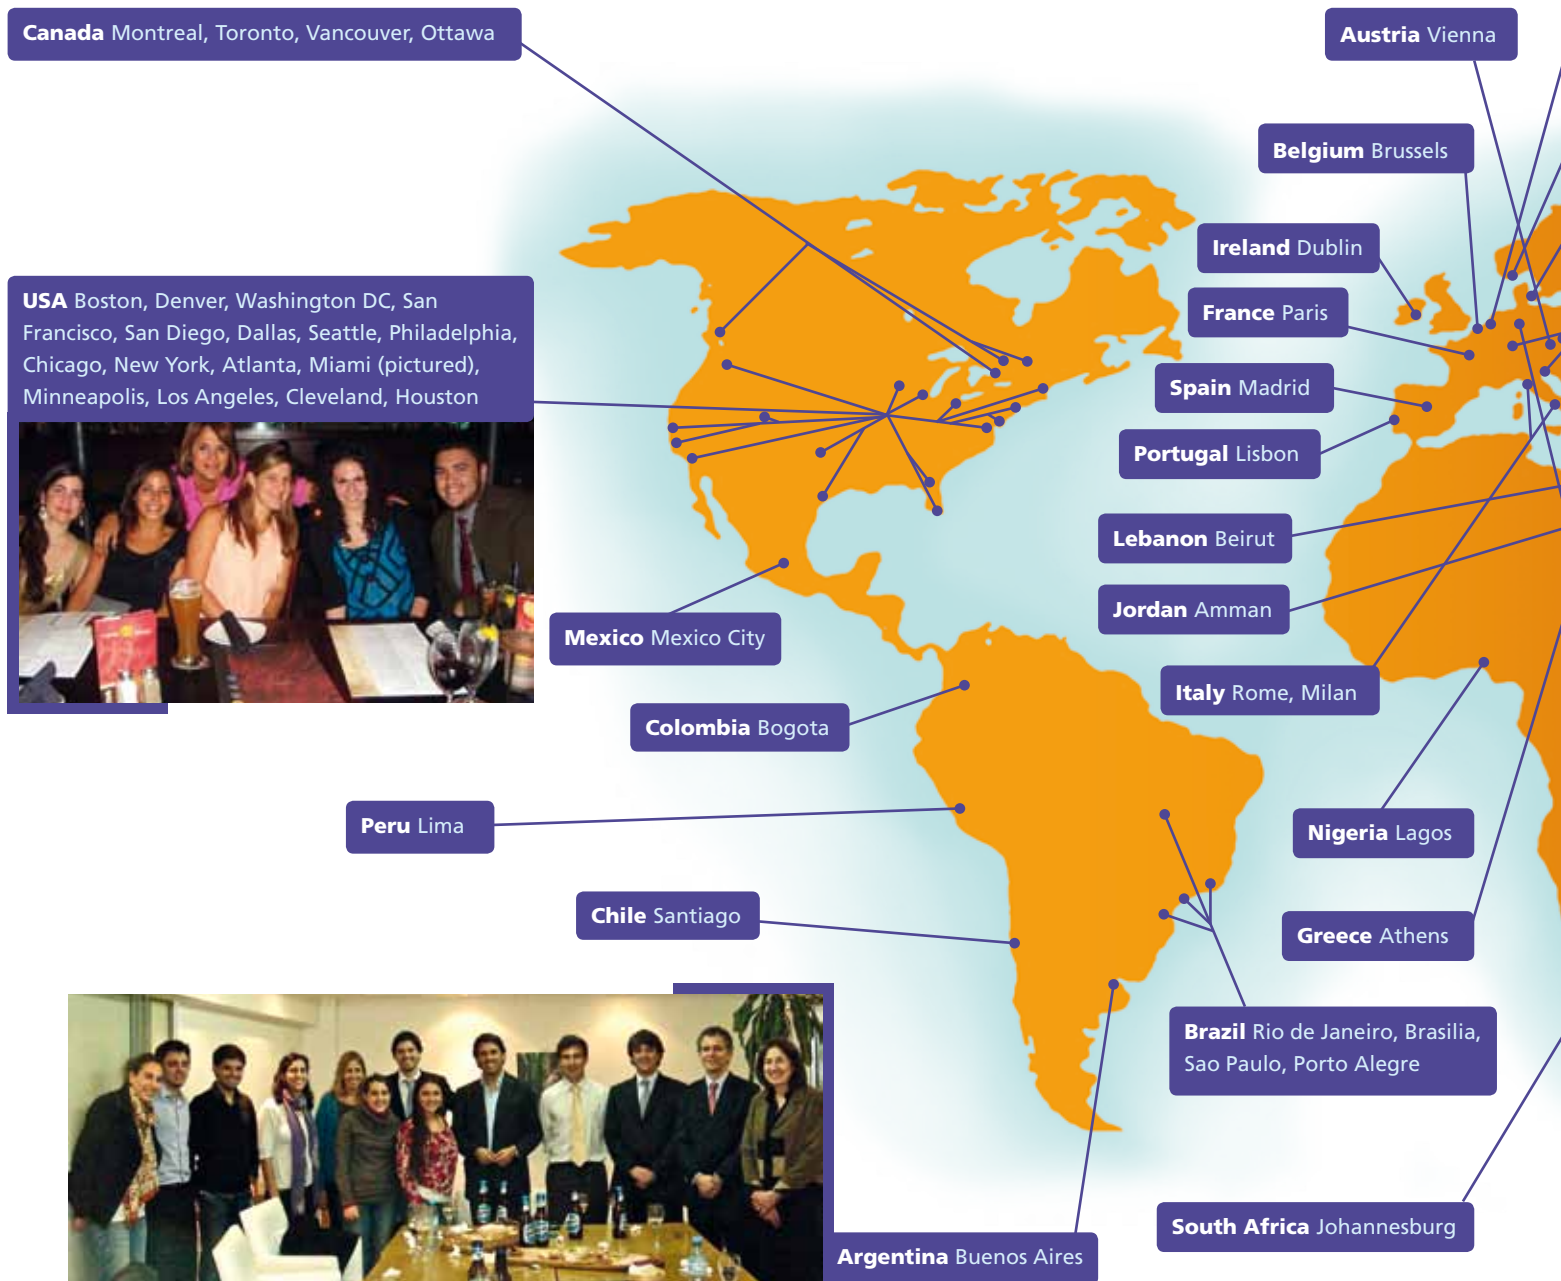 Canada Montreal, Toronto, Vancouver, Ottawa
Austria Vienna
Belgium Brussels
Ireland Dublin
USA Boston, Denver, Washington DC, San
Francisco, San Diego, Dallas, Seattle, Philadelphia,
Chicago, New York, Atlanta, Miami (pictured),
Minneapolis, Los Angeles, Cleveland, Houston
France Paris
Spain Madrid
Portugal Lisbon
Lebanon Beirut
Jordan Amman
Mexico Mexico City
Italy Rome, Milan
Colombia Bogota
Peru Lima
Nigeria Lagos
Chile Santiago
Greece Athens
Brazil Rio de Janeiro, Brasilia,
Sao Paulo, Porto Alegre
South Africa Johannesburg
Argentina Buenos Aires